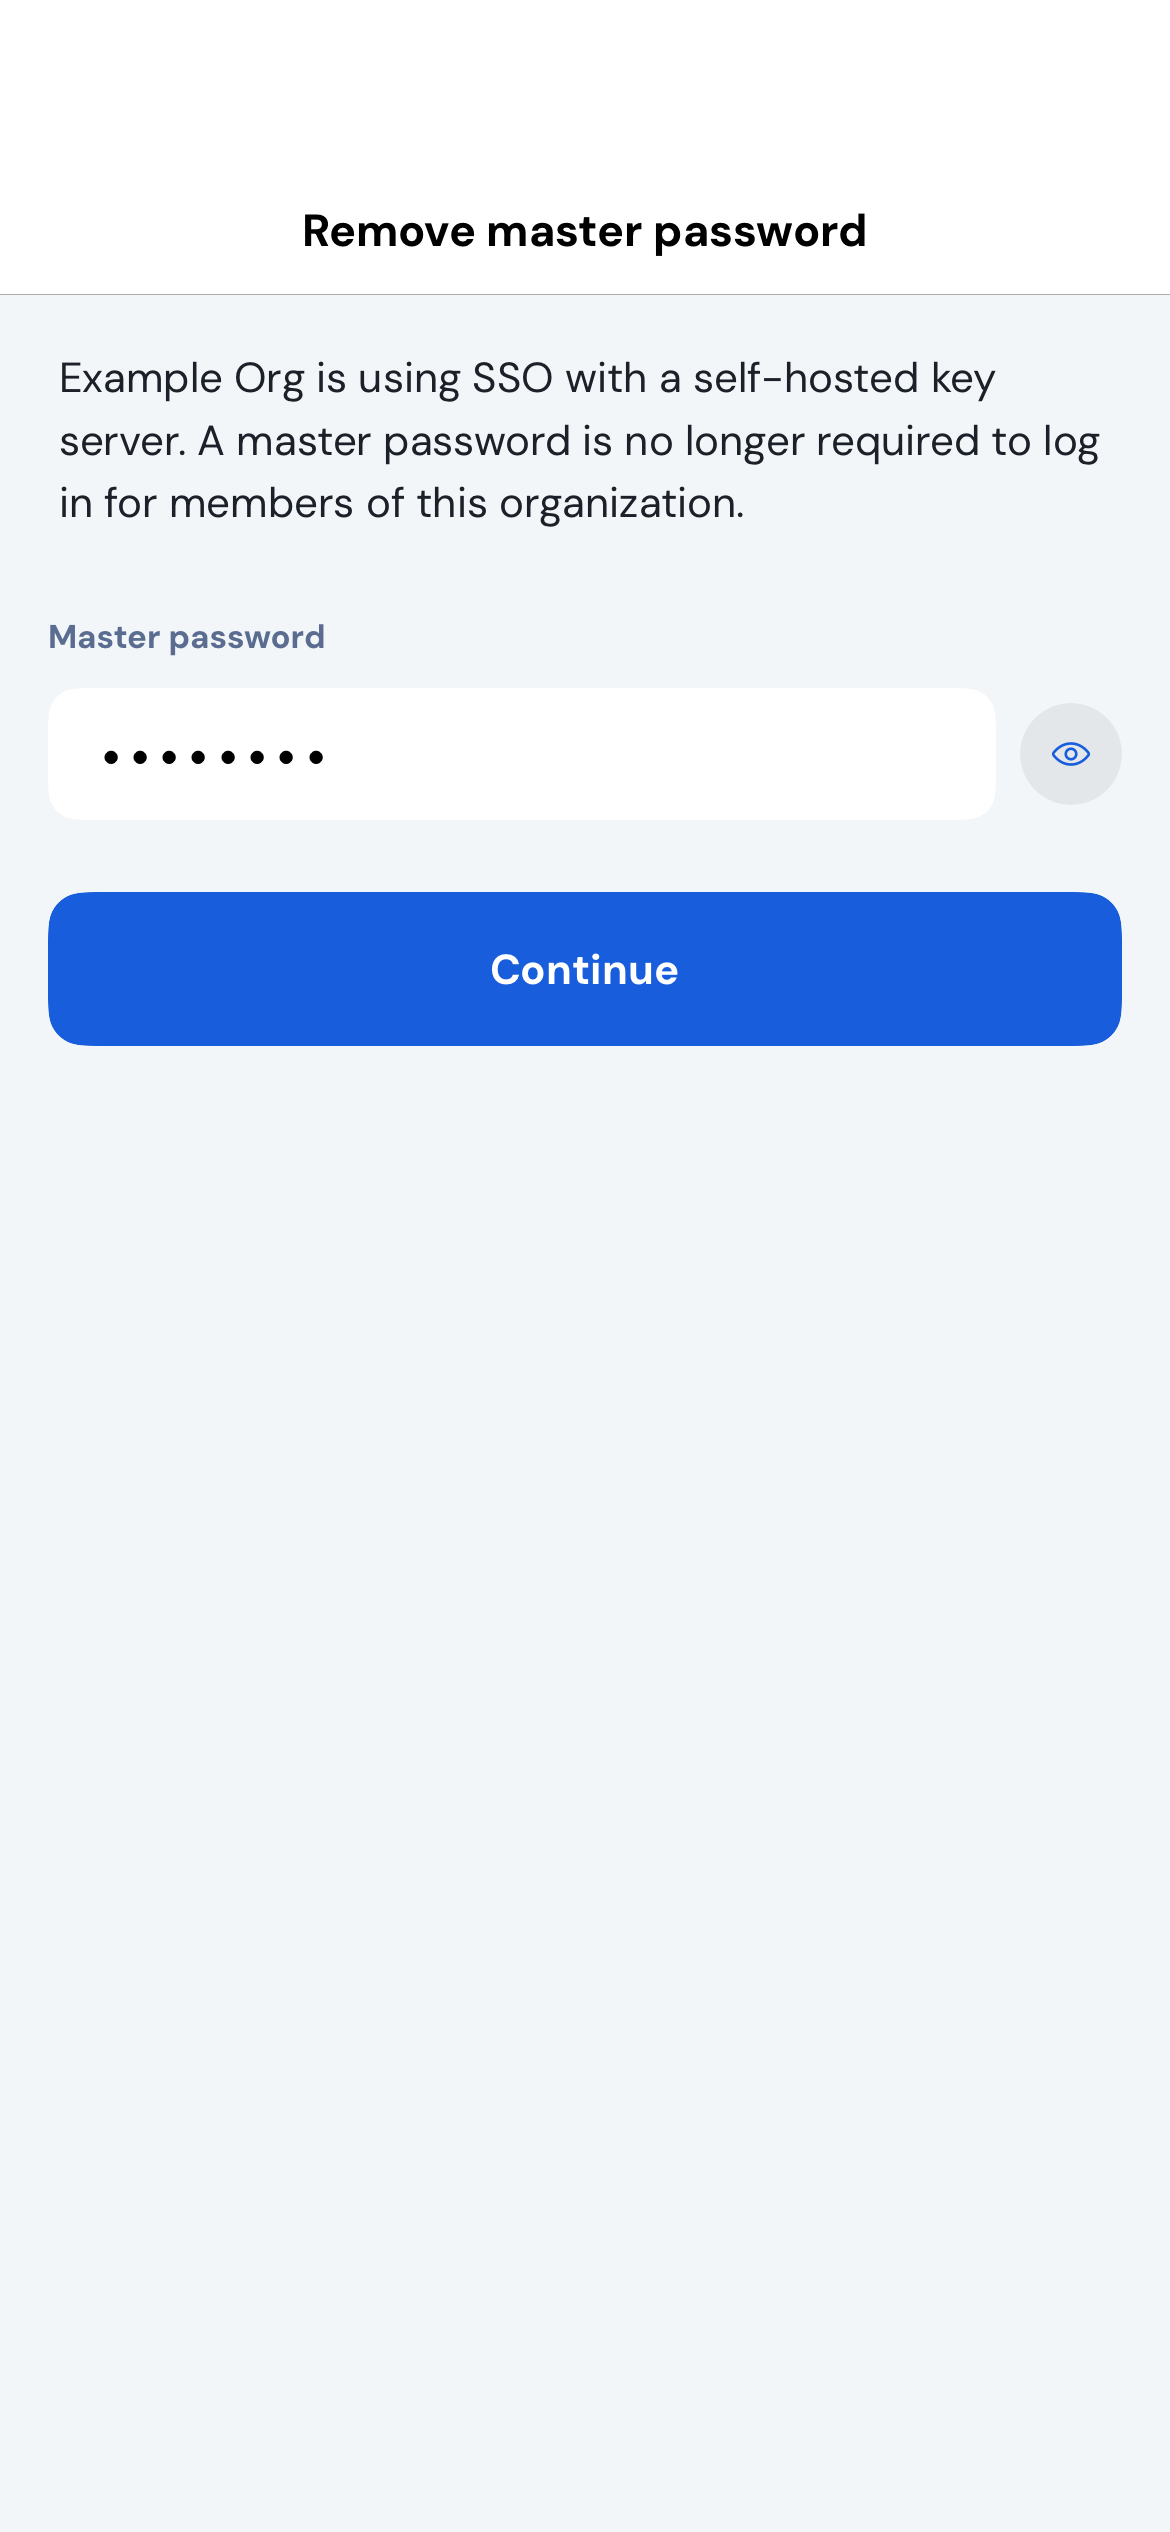 Remove master password
Example Org is using SSO with a self-hosted key
server. A master password is no longer required to log
in for members of this organization.
Master password
••••••••
Continue